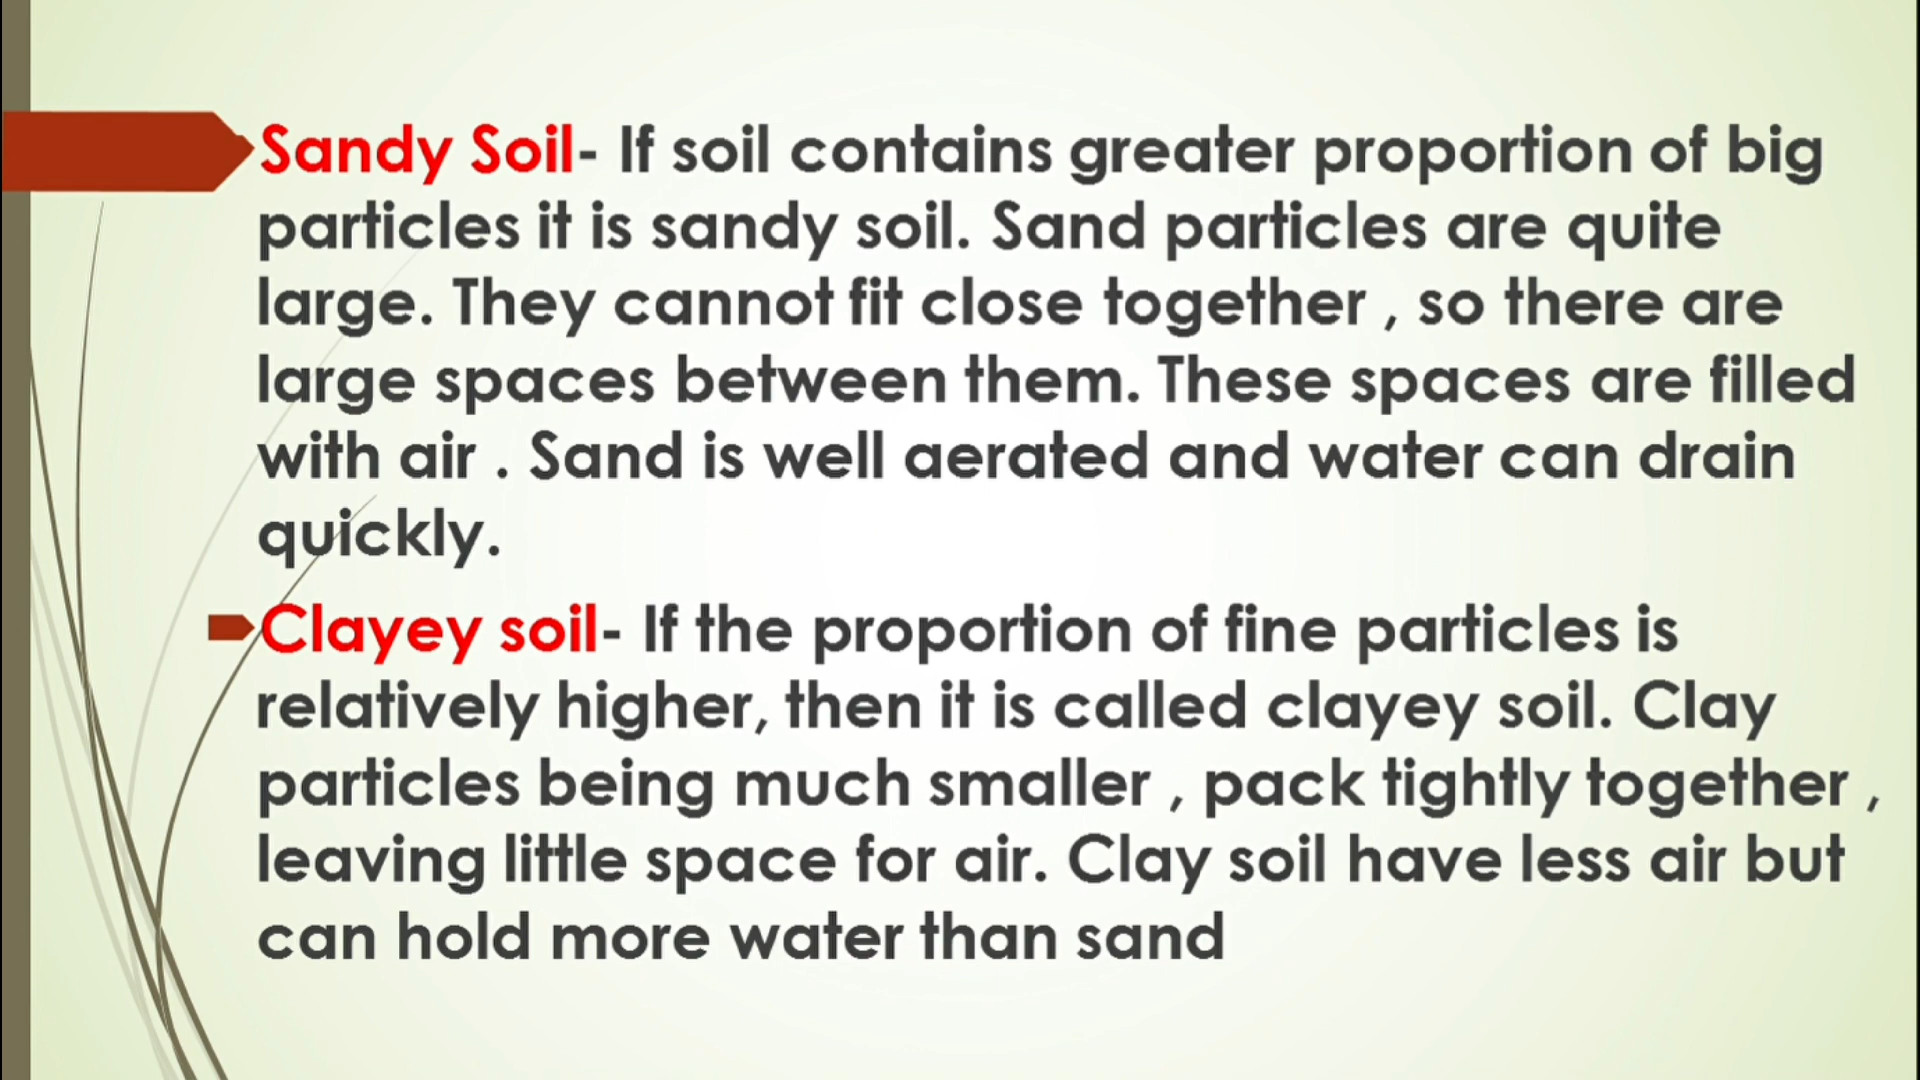 Sandy Soil- If soil contains greater proportion of big
particles it is sandy soil. Sand particles are quite
large. They cannot fit close together , so there are
large spaces between them. These spaces are filled
with air . Sand is well aerated and water can drain
quickly.
Clayey soil- If the proportion of fine particles is
relatively higher, then it is called clayey soil. Clay
particles being much smaller , pack tightly together ,
leaving little space for air. Clay soil have less air but
can hold more water than sand